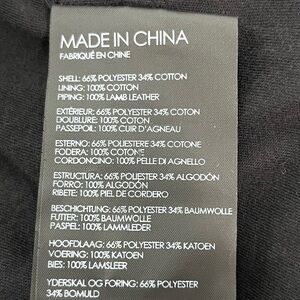 MADE IN CHINA
FABRIQUÉ EN CHINE
SHELL: 66% POLYESTER 34% COTTON
LINING: 100% COTTON
PIPING: 100% LAMB LEATHER
EXTÉRIEUR: 66% POLYESTER 34% COTTON
DOUBLURE: 100% COTON
PASSEPOIL: 100% CUIR D'AGNEAU
ESTERNO: 66% POLIESTERE 34% COTONE
FODERA: 100% COTONE
CORDONCINO: 100% PELLE DI AGNELLO
ESTRUCTURA: 66% POLIESTER 34% ALGODÓN
FORRO: 100% ALGODÓN
RIBETE: 100% PIEL DE CORDERO
BESCHICHTUNG: 66% POLYESTER 34% BAUMWOLLE
FUTTER: 100% BAUMWOLLE
PASPEL: 100% LAMMLEDER
HOOFDLAAG: 66% POLYESTER 34% KATOEN
VOERING: 100% KATOEN
BIES: 100% LAMSLEER
YDERSKAL OG FORING: 66% POLYESTER
34% BOMULD